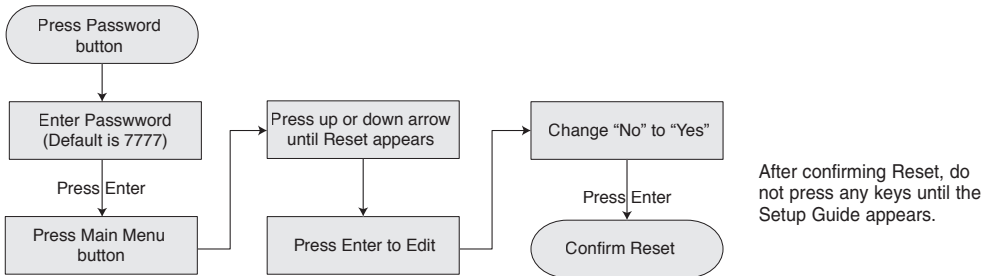 Press Password
button
Enter Passwword
(Default is 7777)
Press Enter
Press Main Menu
button
Press up or down arrow
until Reset appears
Press Enter to Edit
Change “No” to “Yes”
Press Enter
Confirm Reset
After confirming Reset, do
not press any keys until the
Setup Guide appears.